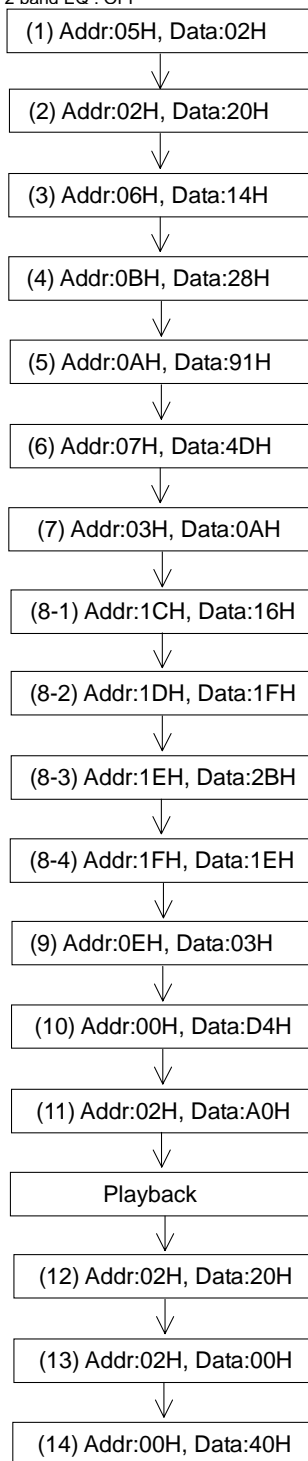 2 band EQ : OFF
(1) Addr:05H, Data:02H
(2) Addr:02H, Data:20H
(3) Addr:06H, Data:14H
(4) Addr:0BH, Data:28H
(5) Addr:0AH, Data:91H
(6) Addr:07H, Data:4DH
(7) Addr:03H, Data:0AH
(8-1) Addr:1CH, Data:16H
(8-2) Addr:1DH, Data:1FH
(8-3) Addr:1EH, Data:2BH
(8-4) Addr:1FH, Data:1EH
(9) Addr:0EH, Data:03H
(10) Addr:00H, Data:D4H
(11) Addr:02H, Data:A0H
Playback
(12) Addr:02H, Data:20H
(13) Addr:02H, Data:00H
(14) Addr:00H, Data:40H